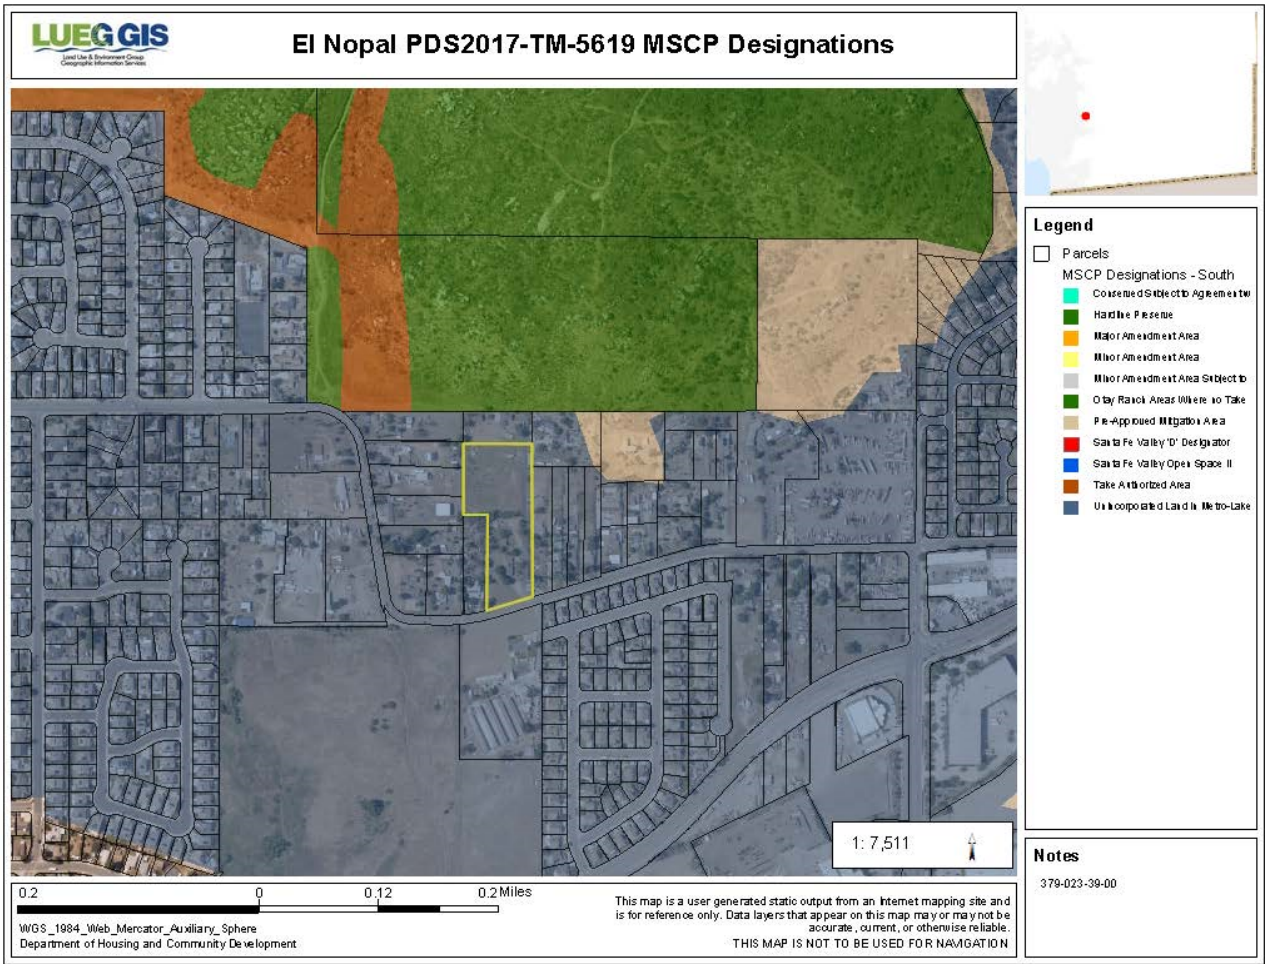 LUEG GIS
Land Use & Environment Group
Geographic Information Services
El Nopal PDS2017-TM-5619 MSCP Designations
Legend
Parcels
MSCP Designations - South
Conserved Subject to Agreement w
Hardline Preserve
Major Amendment Area
Minor Amendment Area
Minor Amendment Area Subject to
Otay Ranch Areas Where no Take
Pre-Approved Mitigation Area
Santa Fe Valley 'D' Designator
Santa Fe Valley Open Space II
Take Authorized Area
Unincorporated Land in Metro-Lake
1: 7,511
Notes
379-023-39-00
0.2 0 0.12 0.2 Miles
WGS_1984_Web_Mercator_Auxiliary_Sphere
Department of Housing and Community Development
This map is a user generated static output from an Internet mapping site and
is for reference only. Data layers that appear on this map may or may not be
accurate, current, or otherwise reliable.
THIS MAP IS NOT TO BE USED FOR NAVIGATION